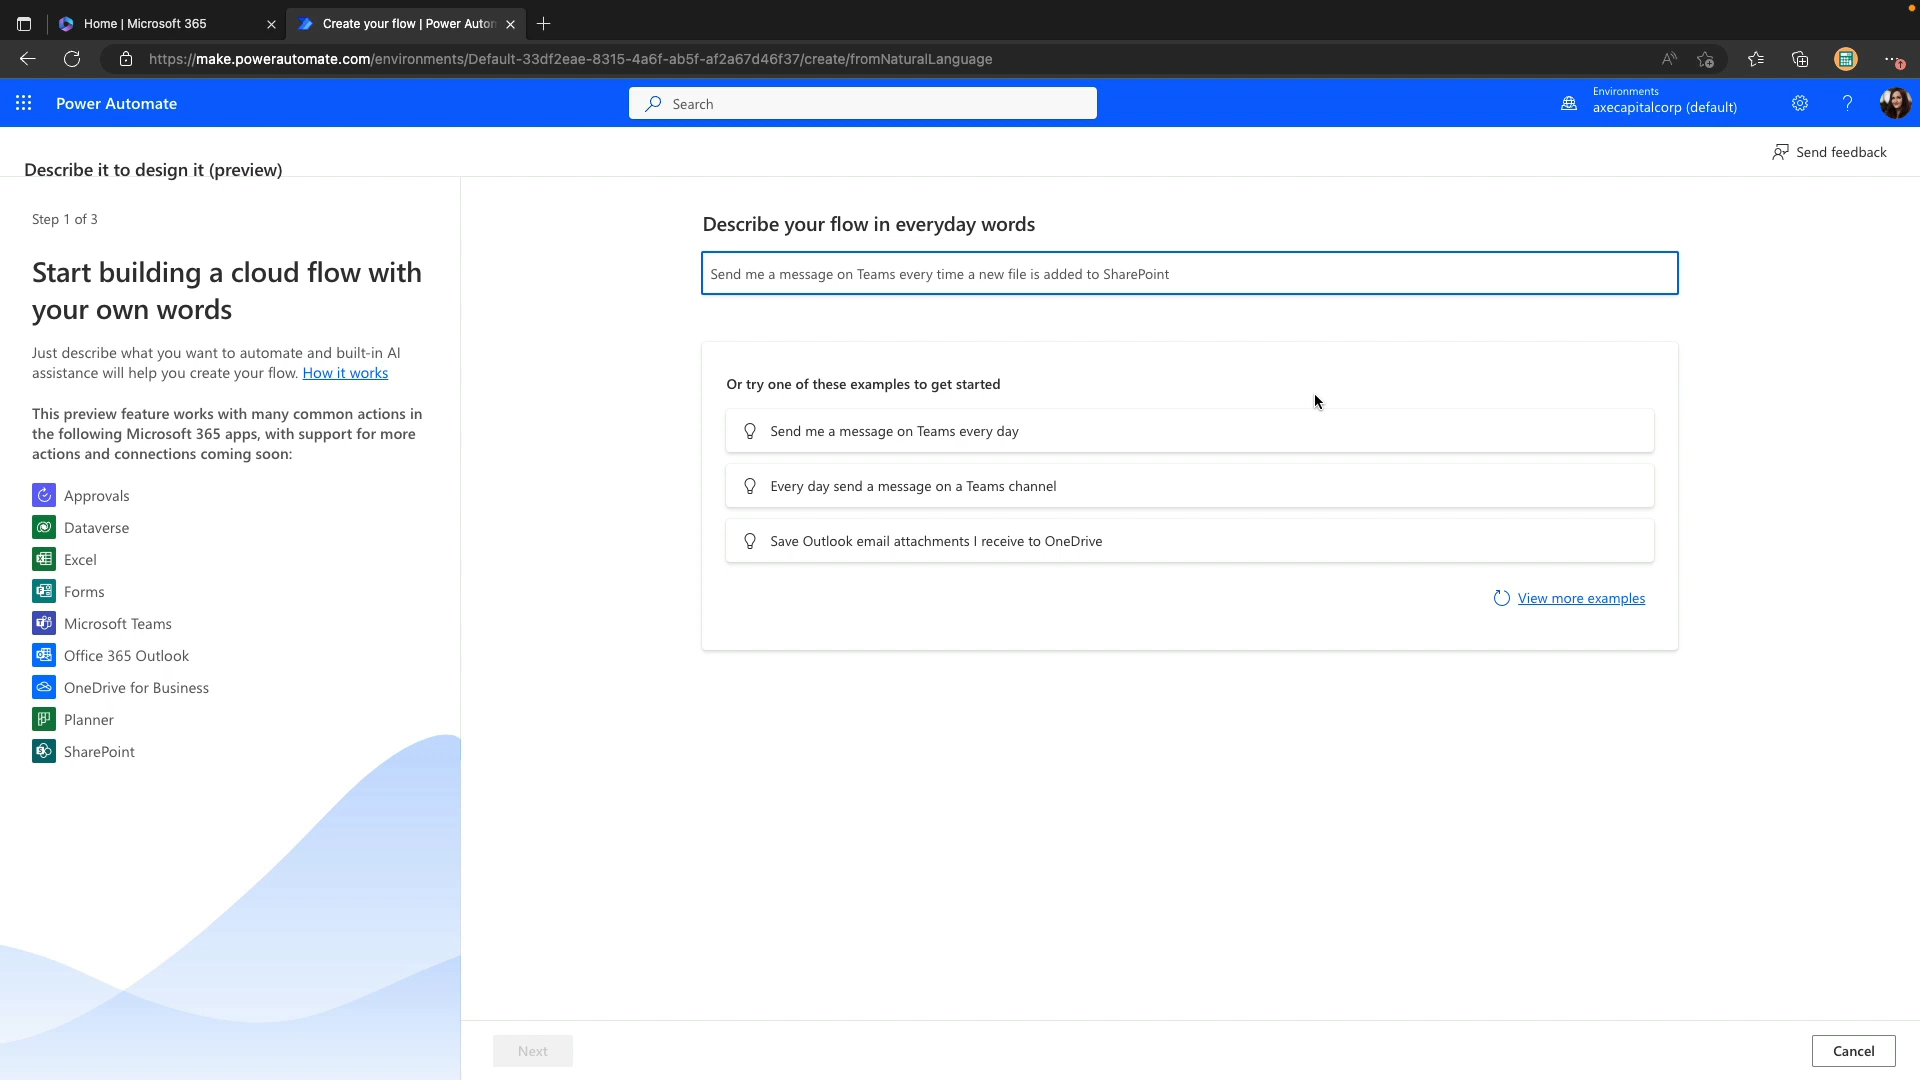 Home | Microsoft 365
Create your flow | Power Auton
https://make.powerautomate.com/environments/Default-33df2eae-8315-4a6f-ab5f-af2a67d46f37/create/fromNaturalLanguage
Power Automate
Search
Environments
axecapitalcorp (default)
Send feedback
Describe it to design it (preview)
Step 1 of 3
Start building a cloud flow with
your own words
Just describe what you want to automate and built-in AI
assistance will help you create your flow. How it works
This preview feature works with many common actions in
the following Microsoft 365 apps, with support for more
actions and connections coming soon:
Approvals
Dataverse
Excel
Forms
Microsoft Teams
Office 365 Outlook
OneDrive for Business
Planner
SharePoint
Describe your flow in everyday words
Send me a message on Teams every time a new file is added to SharePoint
Or try one of these examples to get started
Send me a message on Teams every day
Every day send a message on a Teams channel
Save Outlook email attachments I receive to OneDrive
View more examples
Next
Cancel